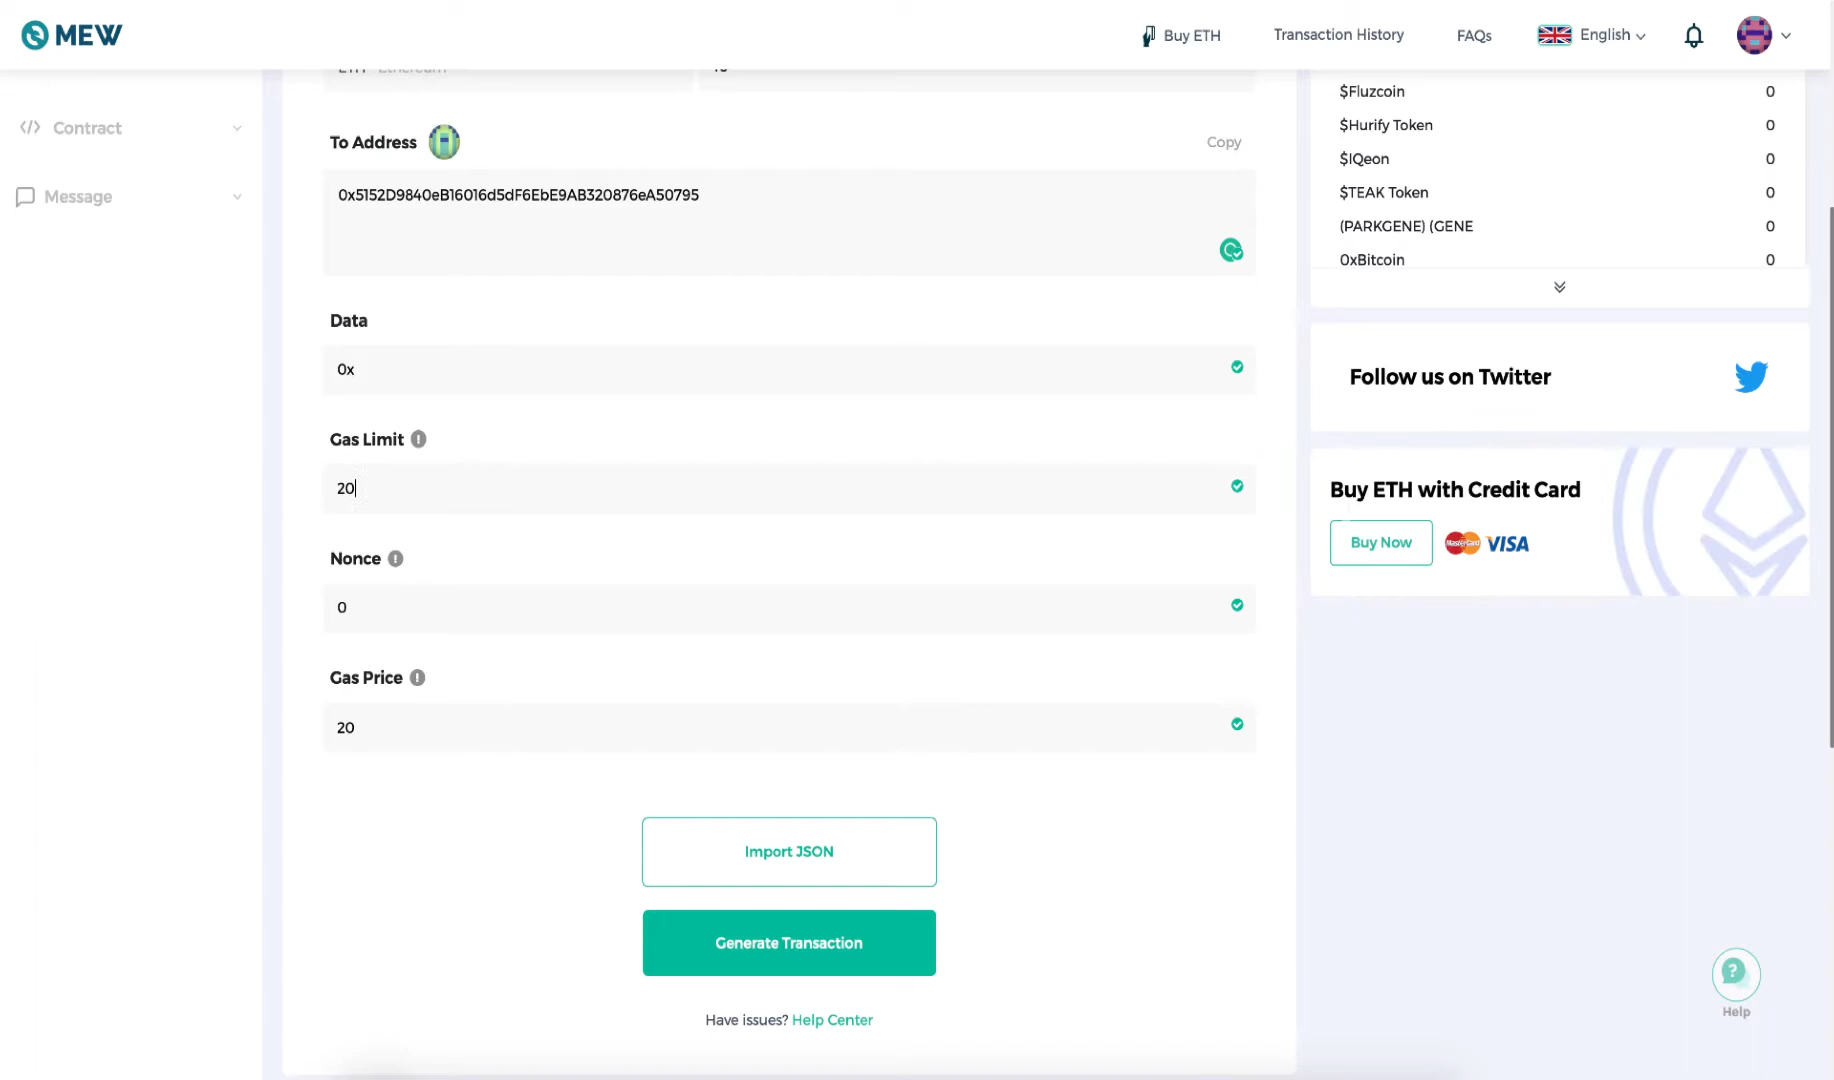 MEW
Buy ETH
Transaction History
FAQs
English
Contract
Message
ETH - Ethereum
To Address
Copy
0x5152D9840eB16016d5dF6EbE9AB320876eA50795
Data
0x
Gas Limit
20
Nonce
0
Gas Price
20
Import JSON
Generate Transaction
Have issues? Help Center
$Fluzcoin 0
$Hurify Token 0
$IQeon 0
$TEAK Token 0
(PARKGENE) (GENE 0
0xBitcoin 0
Follow us on Twitter
Buy ETH with Credit Card
Buy Now MasterCard VISA
Help